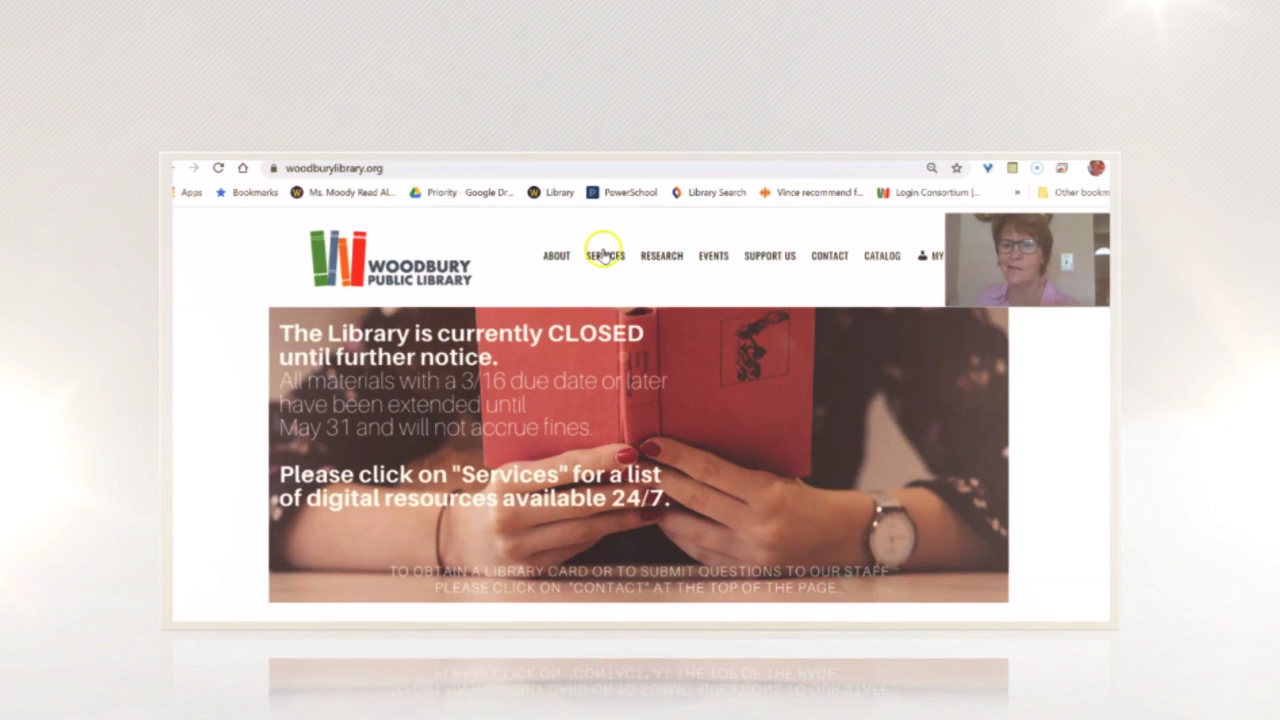 woodburylibrary.org
Apps Bookmarks Ms. Moody Read Al... Priority - Google Dr... Library PowerSchool Library Search Vince recommend f... Login Consortium |... » Other bookm
WOODBURY
PUBLIC LIBRARY
ABOUT SERVICES RESEARCH EVENTS SUPPORT US CONTACT CATALOG MY
The Library is currently CLOSED
until further notice.
All materials with a 3/16 due date or later
have been extended until
May 31 and will not accrue fines.
Please click on "Services" for a list
of digital resources available 24/7.
TO OBTAIN A LIBRARY CARD OR TO SUBMIT QUESTIONS TO OUR STAFF
PLEASE CLICK ON "CONTACT" AT THE TOP OF THE PAGE.